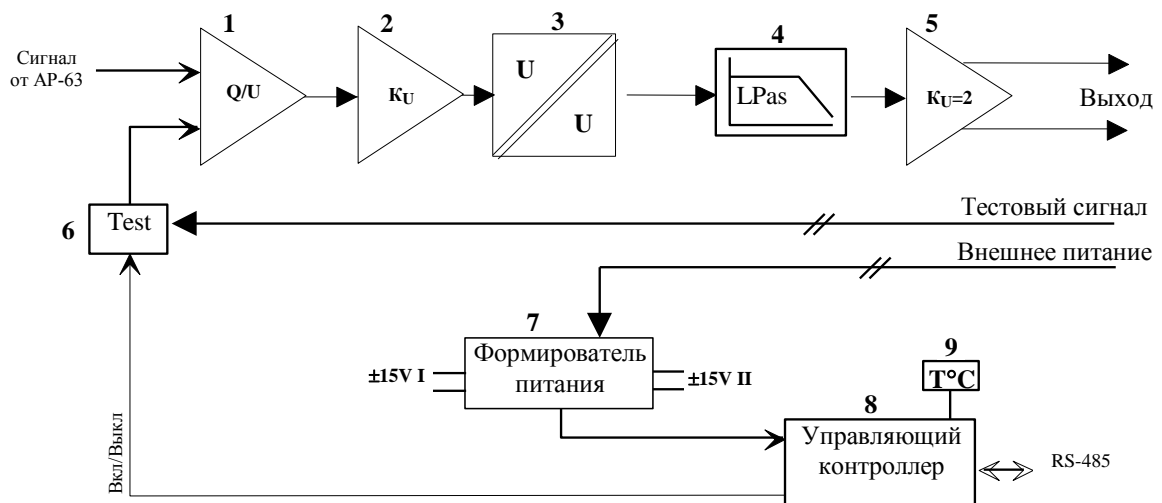 1
2
3
4
5
Сигнал
от АР-63
Q/U
KU
U
U
LPas
KU=2
Выход
6
Test
Тестовый сигнал
Внешнее питание
7
Формирователь
питания
±15V I
±15V II
9
T°C
8
Управляющий
контроллер
RS-485
Вкл/Выкл